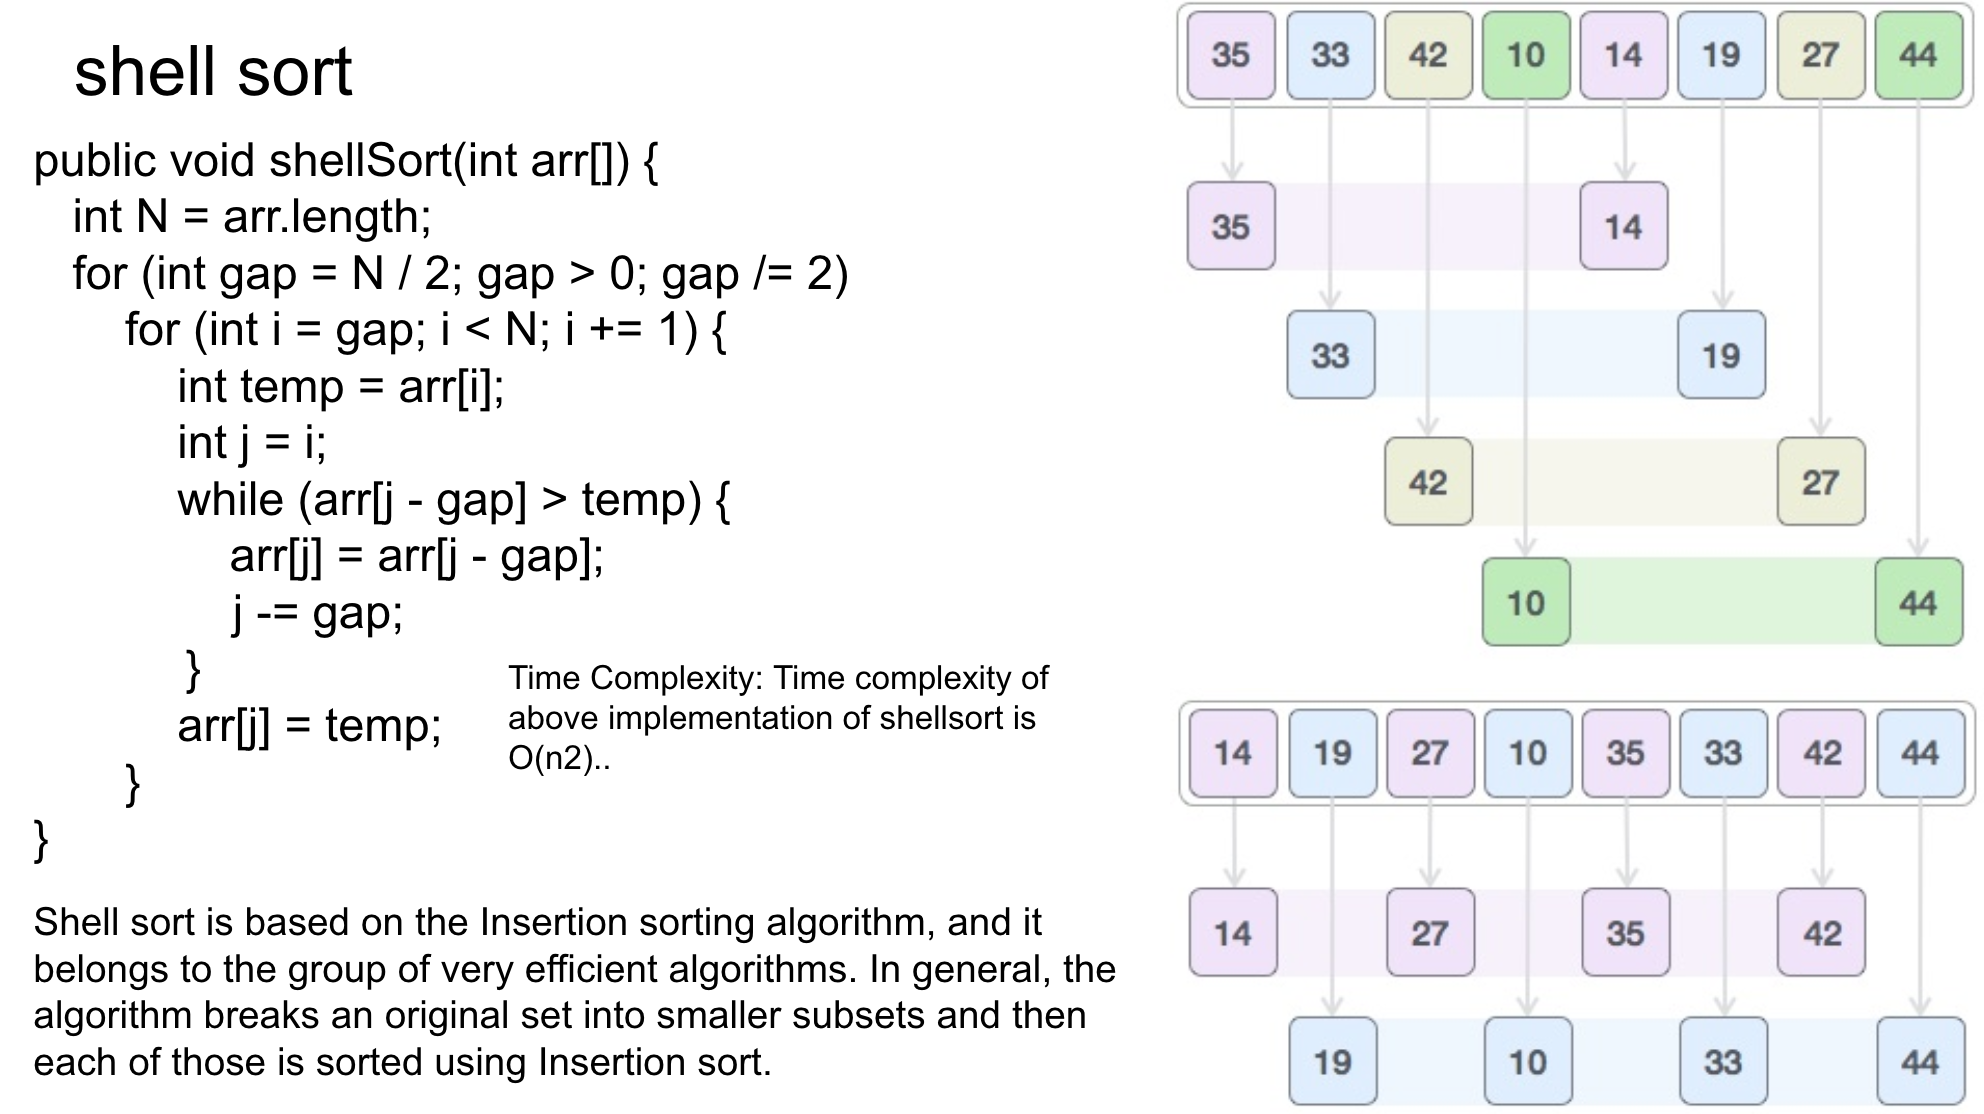 shell sort
public void shellSort(int arr[]) {
int N = arr.length;
for (int gap = N / 2; gap > 0; gap /= 2)
for (int i = gap; i < N; i += 1) {
int temp = arr[i];
int j = i;
while (arr[j - gap] > temp) {
arr[j] = arr[j - gap];
j -= gap;
}
arr[j] = temp;
}
}
Time Complexity: Time complexity of
above implementation of shellsort is
O(n2)..
Shell sort is based on the Insertion sorting algorithm, and it
belongs to the group of very efficient algorithms. In general, the
algorithm breaks an original set into smaller subsets and then
each of those is sorted using Insertion sort.
35 33 42 10 14 19 27 44
35 14
33 19
42 27
10 44
14 19 27 10 35 33 42 44
14 27 35 42
19 10 33 44